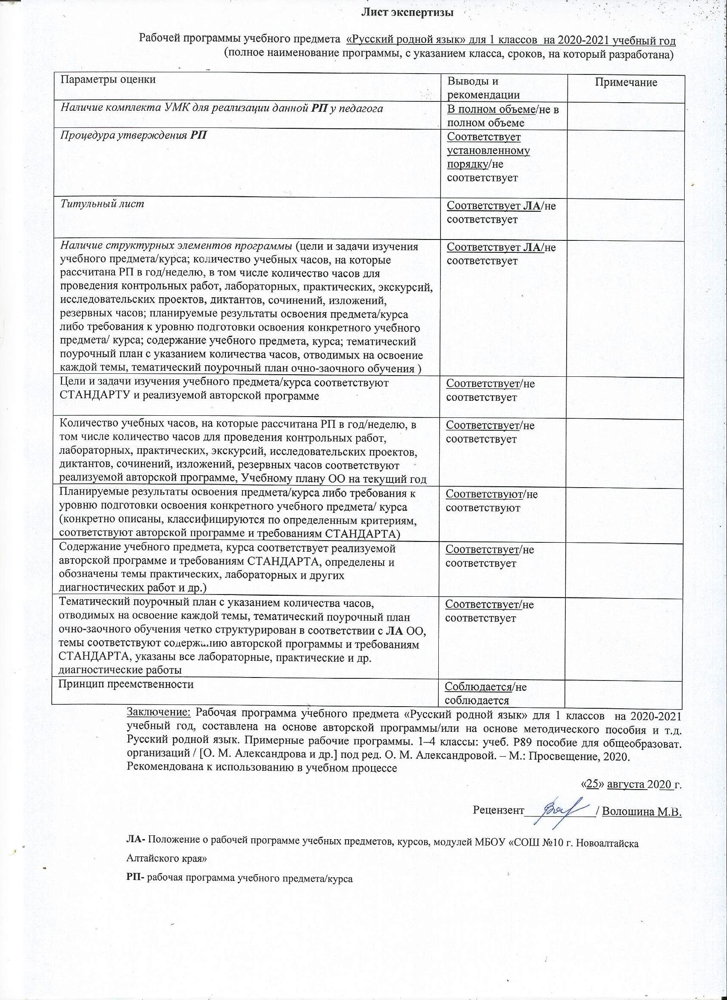 Лист экспертизы
Рабочей программы учебного предмета «Русский родной язык» для 1 классов на 2020-2021 учебный год
(полное наименование программы, с указанием класса, сроков, на который разработана)
Параметры оценки
Выводы и
рекомендации
Примечание
Наличие комплекта УМК для реализации данной РП у педагога
В полном объеме/не в
полном объеме
Процедура утверждения РП
Соответствует
установленному
порядку/не
соответствует
Титульный лист
Соответствует ЛА/не
соответствует
Наличие структурных элементов программы (цели и задачи изучения
учебного предмета/курса; количество учебных часов, на которые
рассчитана РП в год/неделю, в том числе количество часов для
проведения контрольных работ, лабораторных, практических, экскурсий,
исследовательских проектов, диктантов, сочинений, изложений,
резервных часов; планируемые результаты освоения предмета/курса
либо требования к уровню подготовки освоения конкретного учебного
предмета/ курса; содержание учебного предмета, курса; тематический
поурочный план с указанием количества часов, отводимых на освоение
каждой темы, тематический поурочный план очно-заочного обучения )
Соответствует ЛА/не
соответствует
Цели и задачи изучения учебного предмета/курса соответствуют
СТАНДАРТУ и реализуемой авторской программе
Соответствует/не
соответствует
Количество учебных часов, на которые рассчитана РП в год/неделю, в
том числе количество часов для проведения контрольных работ,
лабораторных, практических, экскурсий, исследовательских проектов,
диктантов, сочинений, изложений, резервных часов соответствуют
реализуемой авторской программе, Учебному плану ОО на текущий год
Соответствует/не
соответствует
Планируемые результаты освоения предмета/курса либо требования к
уровню подготовки освоения конкретного учебного предмета/ курса
(конкретно описаны, классифицируются по определенным критериям,
соответствуют авторской программе и требованиям СТАНДАРТА)
Соответствуют/не
соответствуют
Содержание учебного предмета, курса соответствует реализуемой
авторской программе и требованиям СТАНДАРТА, определены и
обозначены темы практических, лабораторных и других
диагностических работ и др.)
Соответствует/не
соответствует
Тематический поурочный план с указанием количества часов,
отводимых на освоение каждой темы, тематический поурочный план
очно-заочного обучения четко структурирован в соответствии с ЛА ОО,
темы соответствуют содержанию авторской программы и требованиям
СТАНДАРТА, указаны все лабораторные, практические и др.
диагностические работы
Соответствует/не
соответствует
Принцип преемственности
Соблюдается/не
соблюдается
Заключение: Рабочая программа учебного предмета «Русский родной язык» для 1 классов на 2020-2021
учебный год, составлена на основе авторской программы/или на основе методического пособия и т.д.
Русский родной язык. Примерные рабочие программы. 1–4 классы: учеб. Р89 пособие для общеобразоват.
организаций / [О. М. Александрова и др.] под ред. О. М. Александровой. – М.: Просвещение, 2020.
Рекомендована к использованию в учебном процессе
«25» августа 2020 г.
Рецензент / Волошина М.В.
ЛА- Положение о рабочей программе учебных предметов, курсов, модулей МБОУ «СОШ №10 г. Новоалтайска
Алтайского края»
РП- рабочая программа учебного предмета/курса